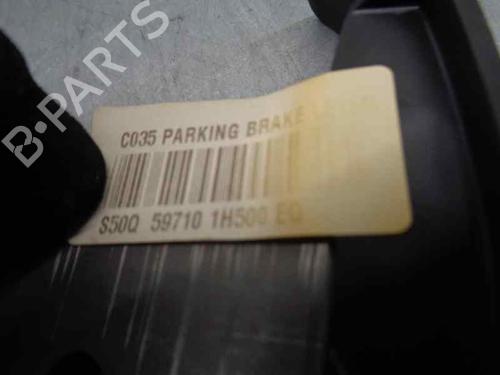 B-PARTS
C035 PARKING BRAKE
S50Q 59710 1H500 EQ